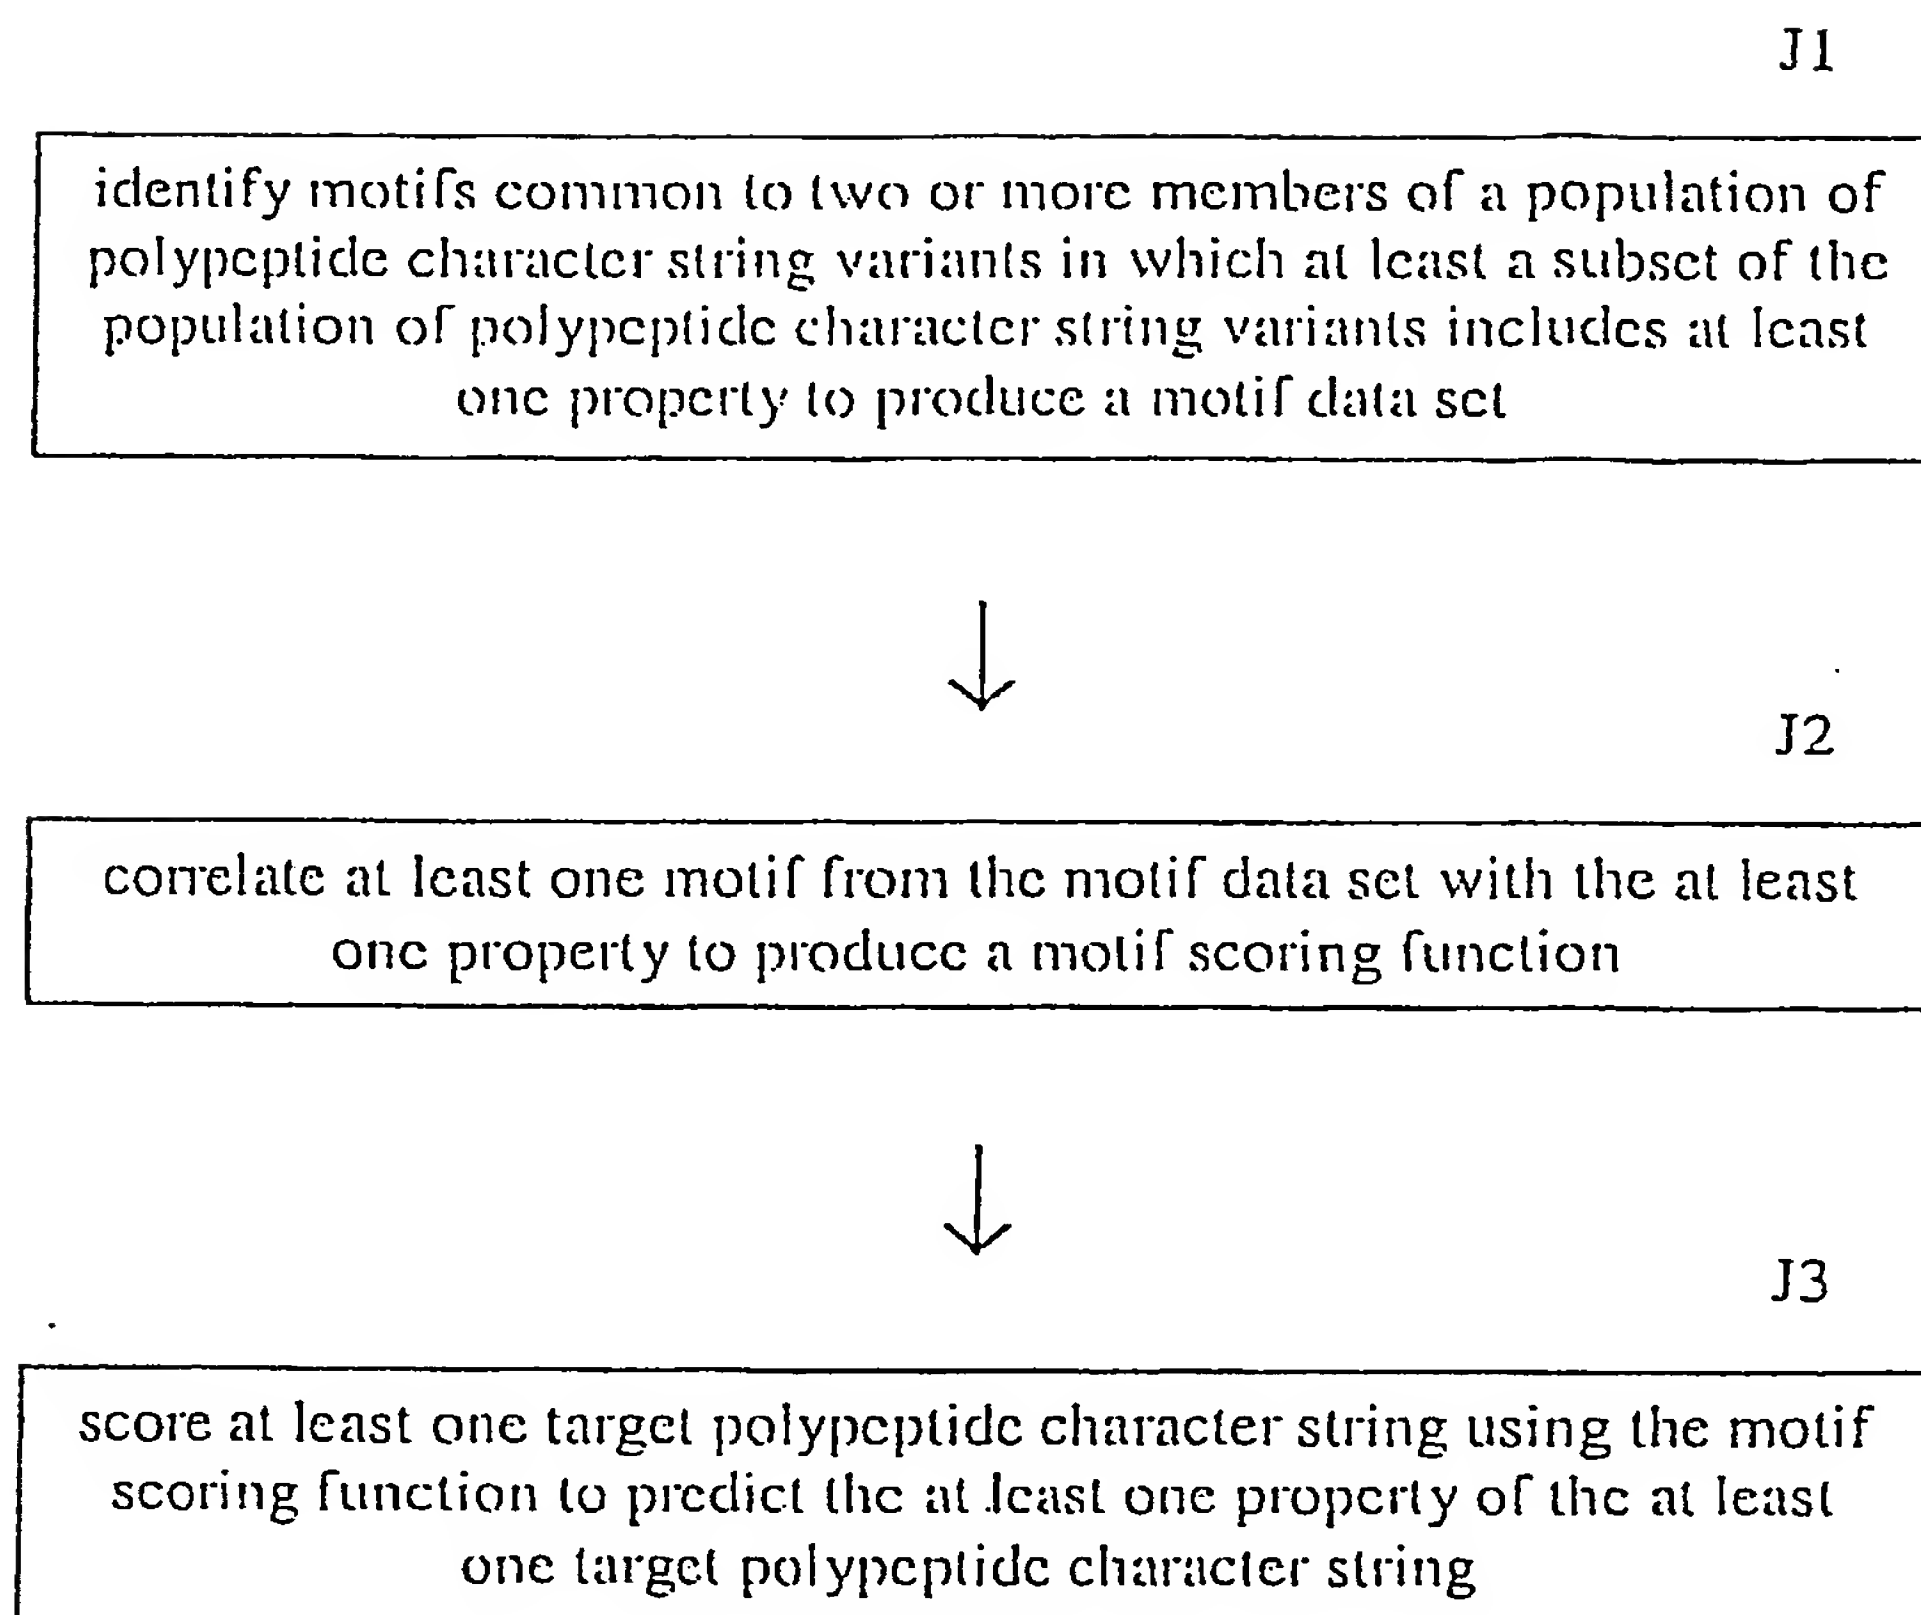 J1
identify motifs common to two or more members of a population of
polypeptide character string variants in which at least a subset of the
population of polypeptide character string variants includes at least
one property to produce a motif data set
J2
correlate at least one motif from the motif data set with the at least
one property to produce a motif scoring function
J3
score at least one target polypeptide character string using the motif
scoring function to predict the at least one property of the at least
one target polypeptide character string